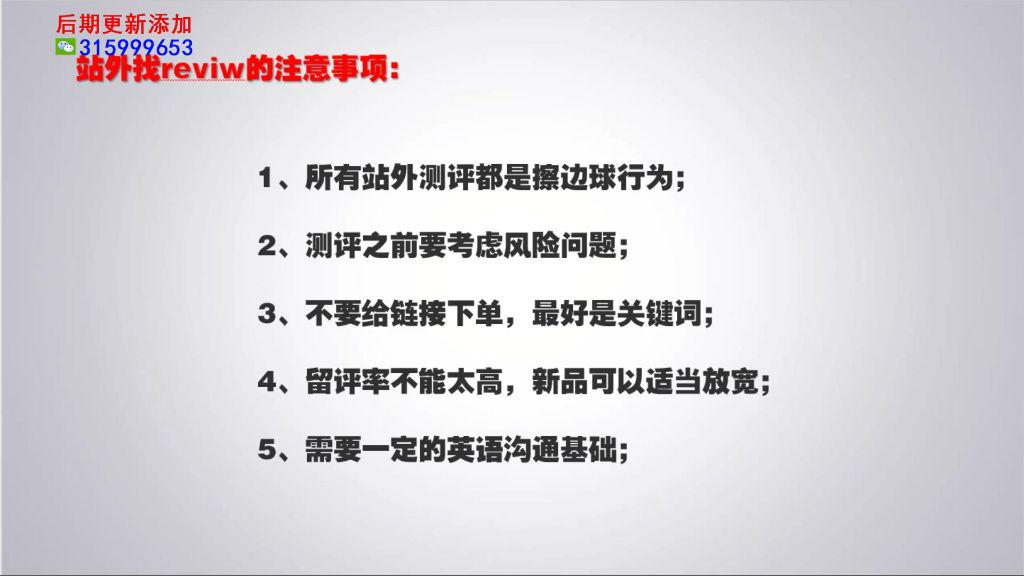 后期更新添加
315999653
站外找reviw的注意事项：
1、所有站外测评都是擦边球行为；
2、测评之前要考虑风险问题；
3、不要给链接下单，最好是关键词；
4、留评率不能太高，新品可以适当放宽；
5、需要一定的英语沟通基础；